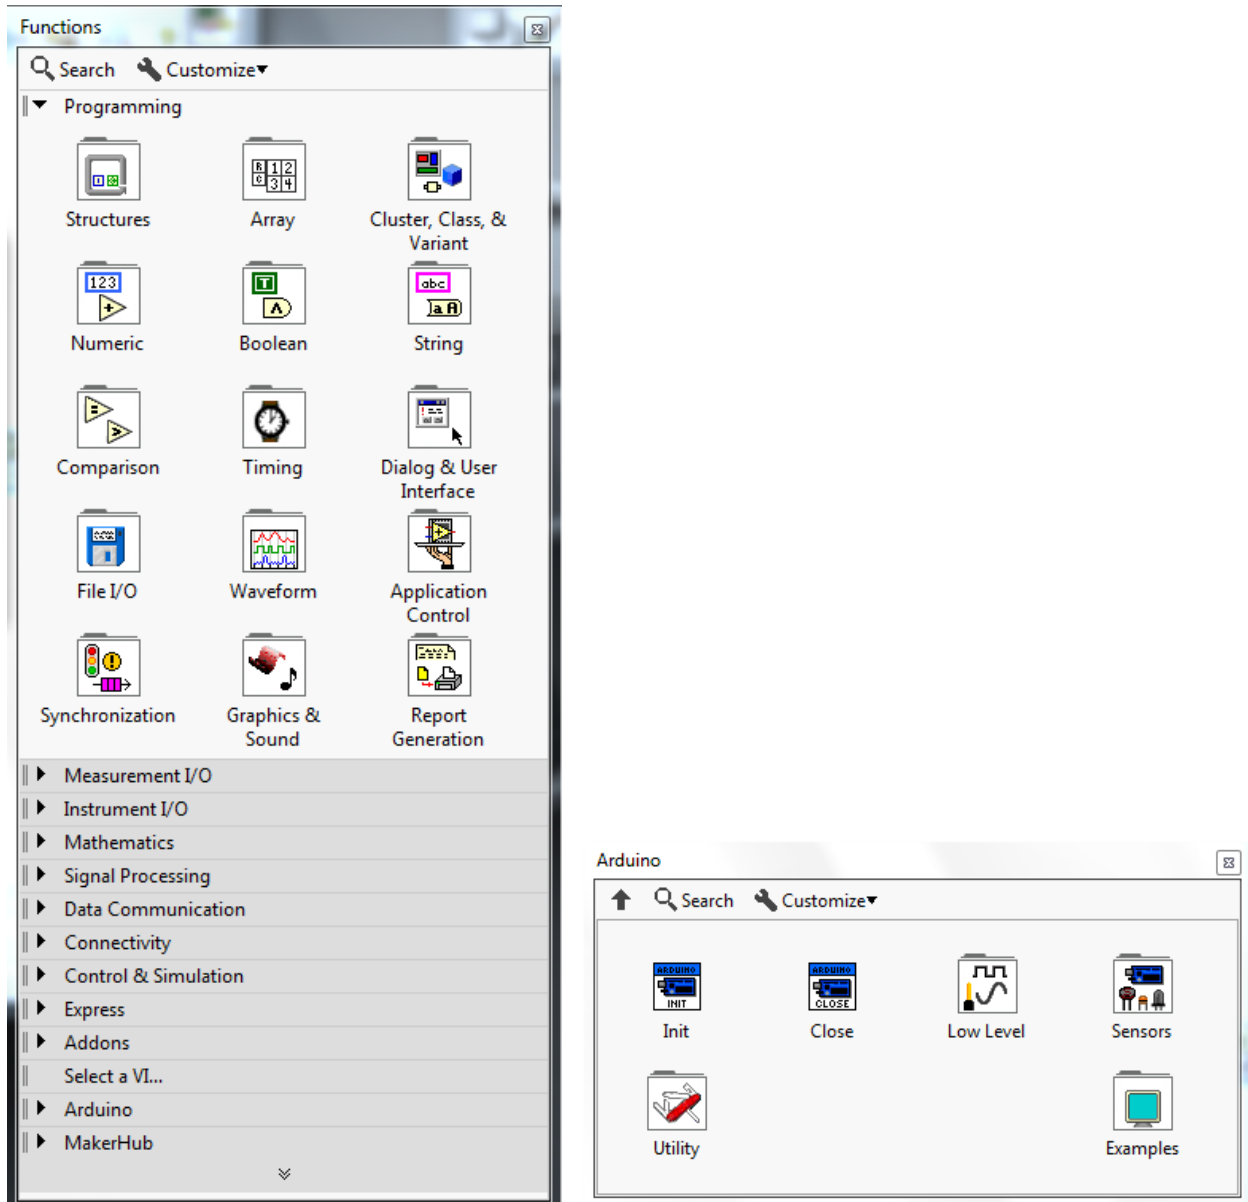 Functions
Search Customize
Programming
Structures Array Cluster, Class, &
Variant
123 abc
Numeric Boolean String
Comparison Timing Dialog & User
Interface
File I/O Waveform Application
Control
Synchronization Graphics & Report
Sound Generation
Measurement I/O
Instrument I/O
Mathematics
Signal Processing
Data Communication
Connectivity
Control & Simulation
Express
Addons
Select a VI...
Arduino
MakerHub
Arduino
Search Customize
ARDUINO ARDUINO
INIT CLOSE
Init Close Low Level Sensors
Utility Examples